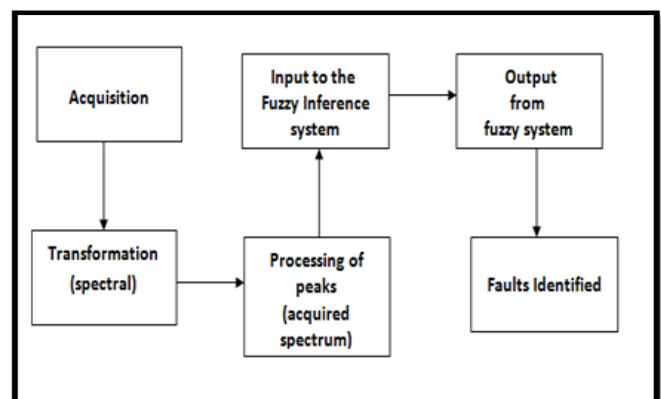 Acquisition
Transformation
(spectral)
Processing of
peaks
(acquired
spectrum)
Input to the
Fuzzy Inference
system
Output
from
fuzzy system
Faults Identified